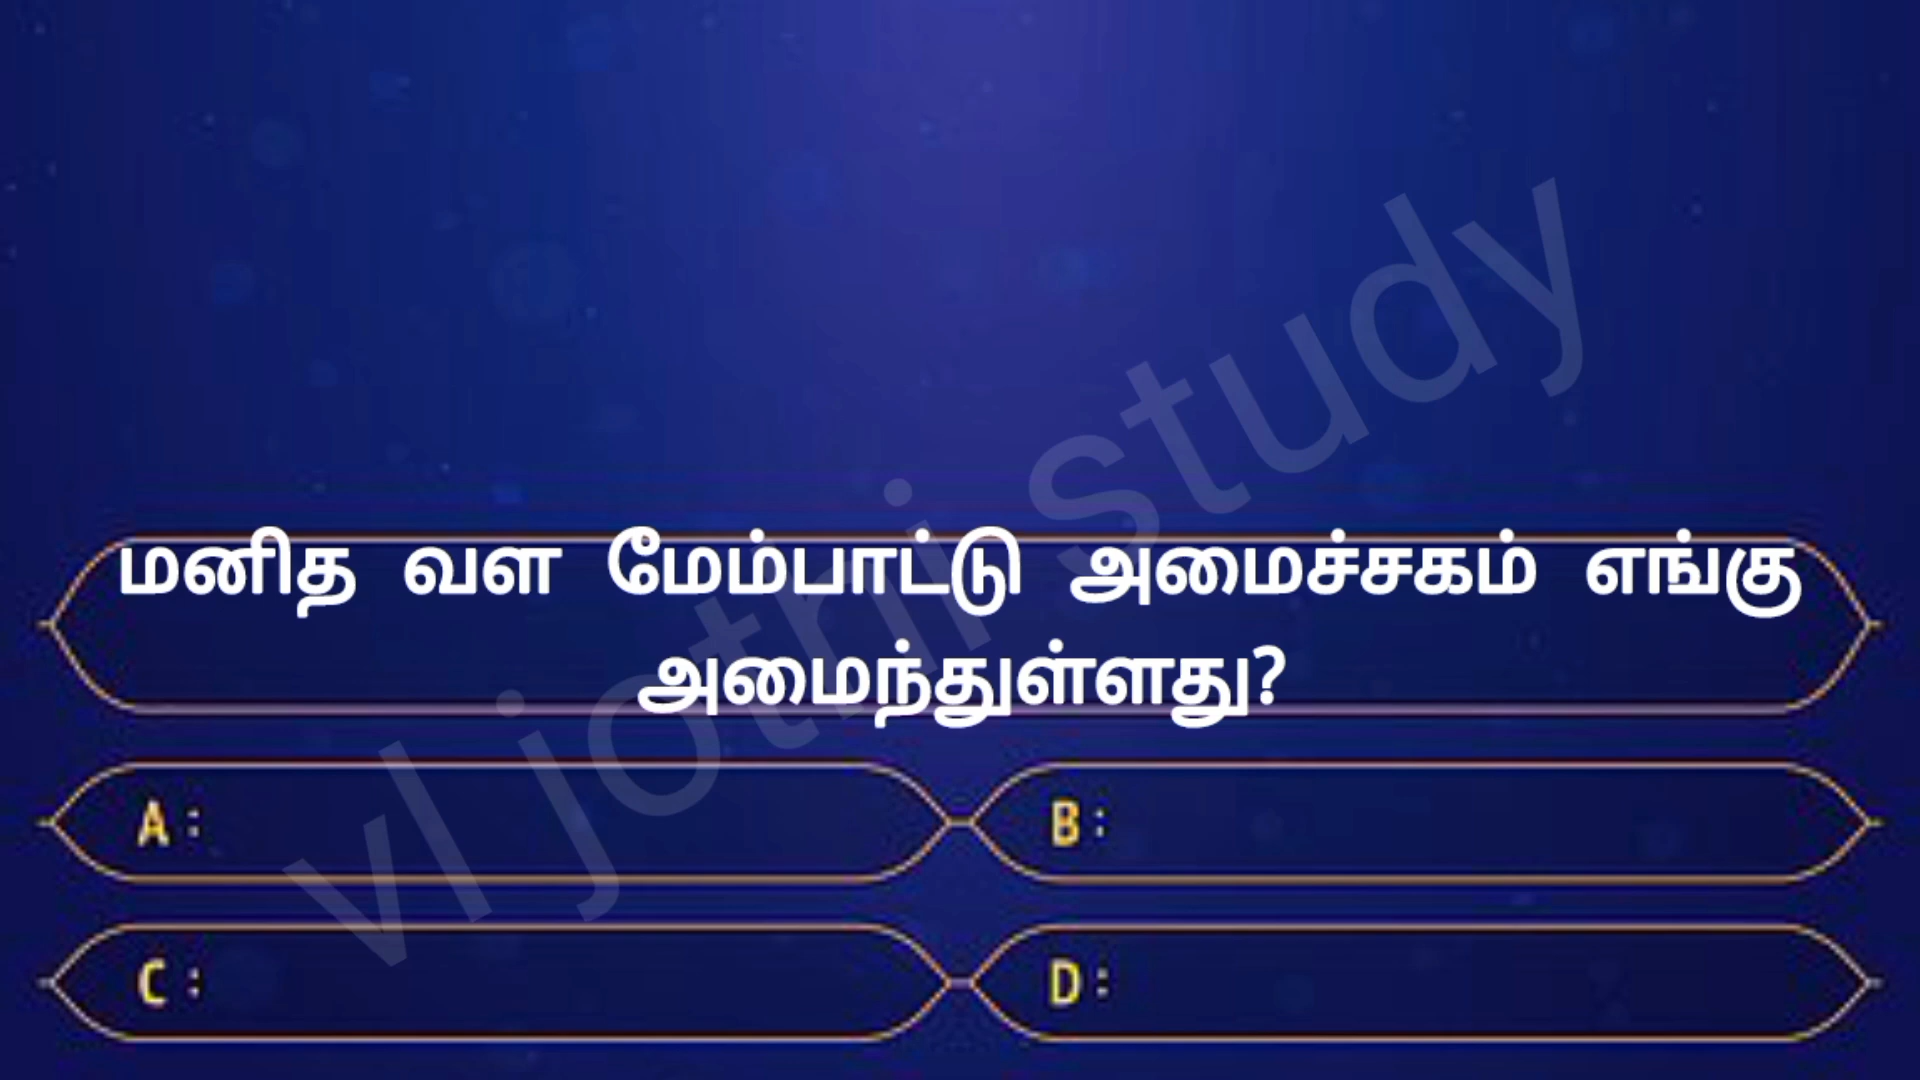 மனித வள மேம்பாட்டு அமைச்சகம் எங்கு
அமைந்துள்ளது?
A :
B :
C :
D :
vl jothi study